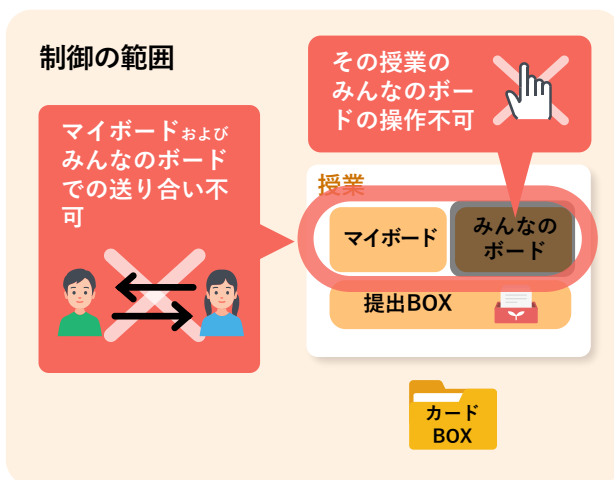 制御の範囲
その授業の
みんなのボー
ドの操作不可
マイボードおよび
みんなのボード
での送り合い不
可
授業
マイボード
みんなの
ボード
提出BOX
カード
BOX